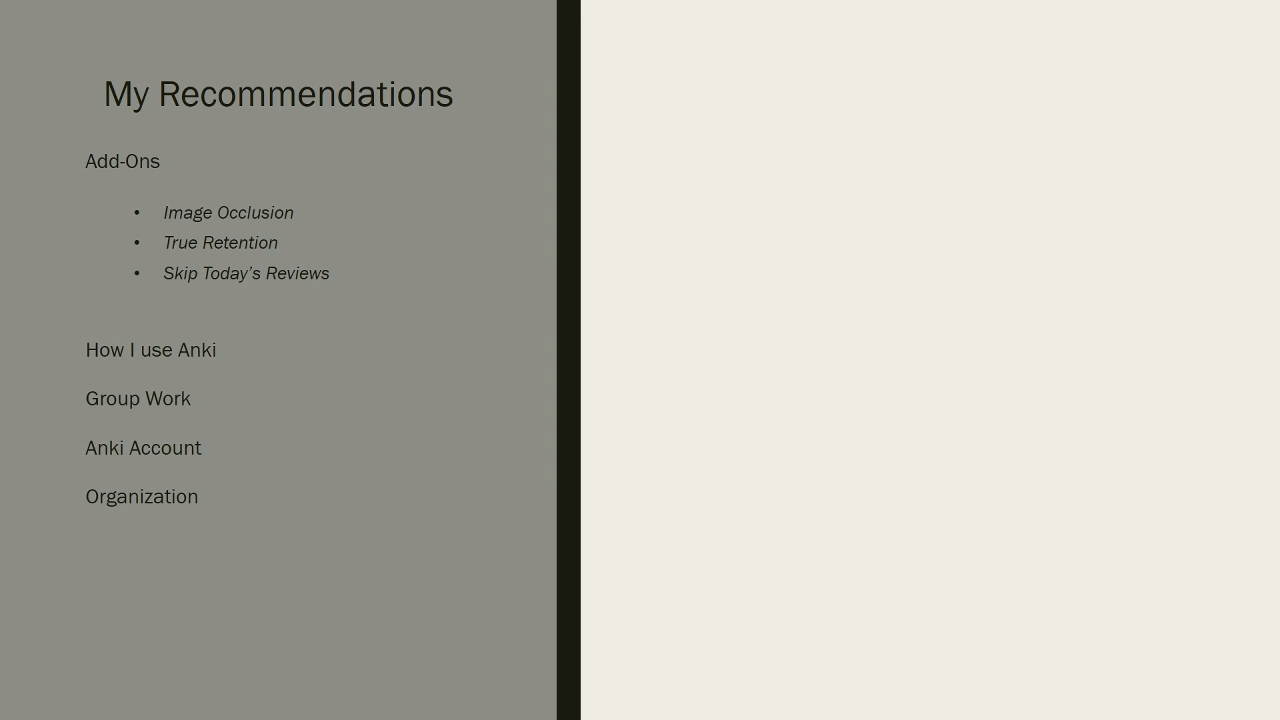 My Recommendations
Add-Ons
• Image Occlusion
• True Retention
• Skip Today’s Reviews
How I use Anki
Group Work
Anki Account
Organization